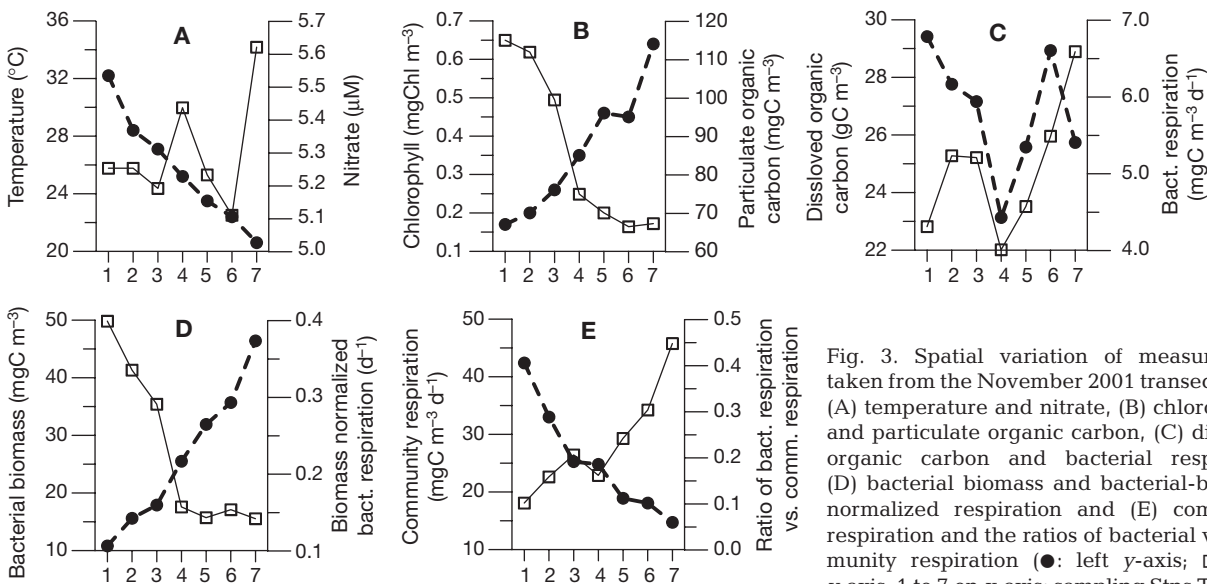 36
32
28
24
20
Temperature (°C)
A
5.7
5.6
5.5
5.4
5.3
5.2
5.1
5.0
Nitrate (µM)
1 2 3 4 5 6 7
0.7
0.6
0.5
0.4
0.3
0.2
0.1
Chlorophyll (mgChl m⁻³)
B
120
110
100
90
80
70
60
Particulate organic
carbon (mgC m⁻³)
1 2 3 4 5 6 7
30
28
26
24
22
Dissloved organic
carbon (gC m⁻³)
C
7.0
6.0
5.0
4.0
Bact. respiration
(mgC m⁻³ d⁻¹)
1 2 3 4 5 6 7
50
40
30
20
10
Bacterial biomass (mgC m⁻³)
D
0.4
0.3
0.2
0.1
Biomass normalized
bact. respiration (d⁻¹)
1 2 3 4 5 6 7
50
40
30
20
10
Community respiration
(mgC m⁻³ d⁻¹)
E
0.5
0.4
0.3
0.2
0.1
0.0
Ratio of bact. respiration
vs. comm. respiration
1 2 3 4 5 6 7
Fig. 3. Spatial variation of measur
taken from the November 2001 transec
(A) temperature and nitrate, (B) chloro
and particulate organic carbon, (C) di
organic carbon and bacterial resp
(D) bacterial biomass and bacterial-b
normalized respiration and (E) com
respiration and the ratios of bacterial v
munity respiration (●: left y-axis; □
y-axis, 1 to 7 on x-axis, sampling Stns T